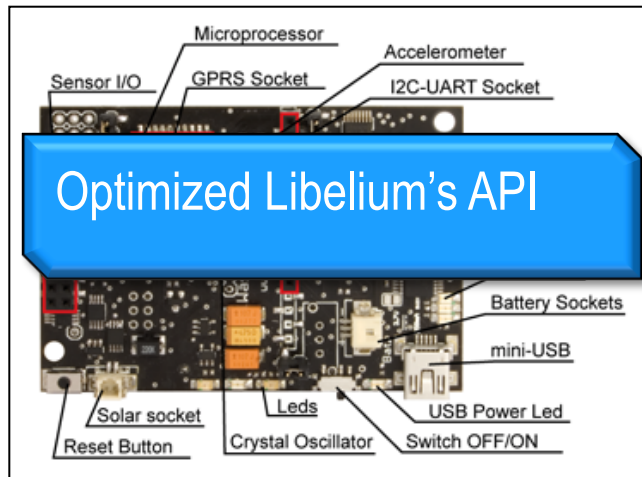 Microprocessor
Accelerometer
Sensor I/O
GPRS Socket
I2C-UART Socket
Optimized Libelium's API
Battery Sockets
mini-USB
Solar socket
Leds
USB Power Led
Reset Button
Crystal Oscillator
Switch OFF/ON